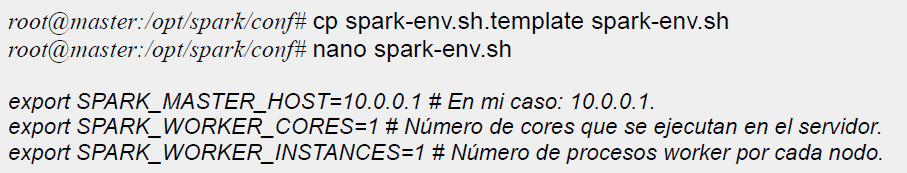 root@master:/opt/spark/conf# cp spark-env.sh.template spark-env.sh
root@master:/opt/spark/conf# nano spark-env.sh
export SPARK_MASTER_HOST=10.0.0.1 # En mi caso: 10.0.0.1.
export SPARK_WORKER_CORES=1 # Número de cores que se ejecutan en el servidor.
export SPARK_WORKER_INSTANCES=1 # Número de procesos worker por cada nodo.